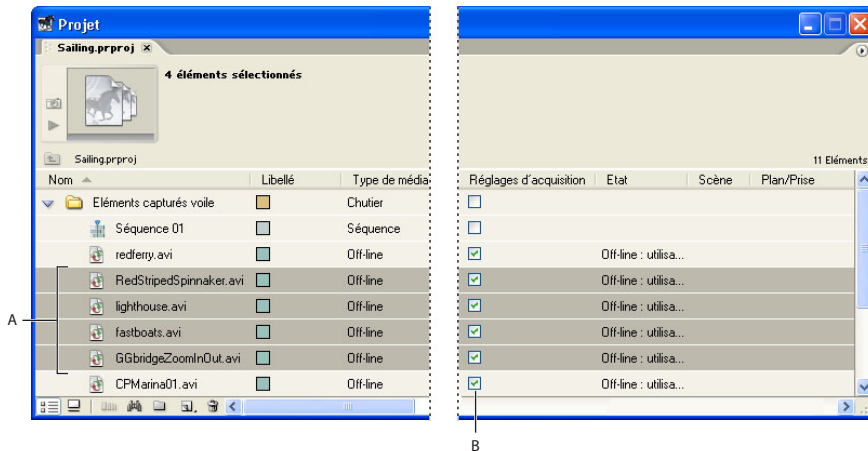 Projet
Sailing.prproj
4 éléments sélectionnés
Sailing.prproj
11 Eléments
Nom Libellé Type de média Réglages d'acquisition Etat Scène Plan/Prise
Eléments capturés voile Chutier
Séquence 01 Séquence
redferry.avi Off-line Off-line : utilisa...
RedStripedSpinnaker.avi Off-line Off-line : utilisa...
lighthouse.avi Off-line Off-line : utilisa...
A
fastboats.avi Off-line Off-line : utilisa...
GGbridgeZoomInOut.avi Off-line Off-line : utilisa...
CPMarina01.avi Off-line Off-line : utilisa...
B